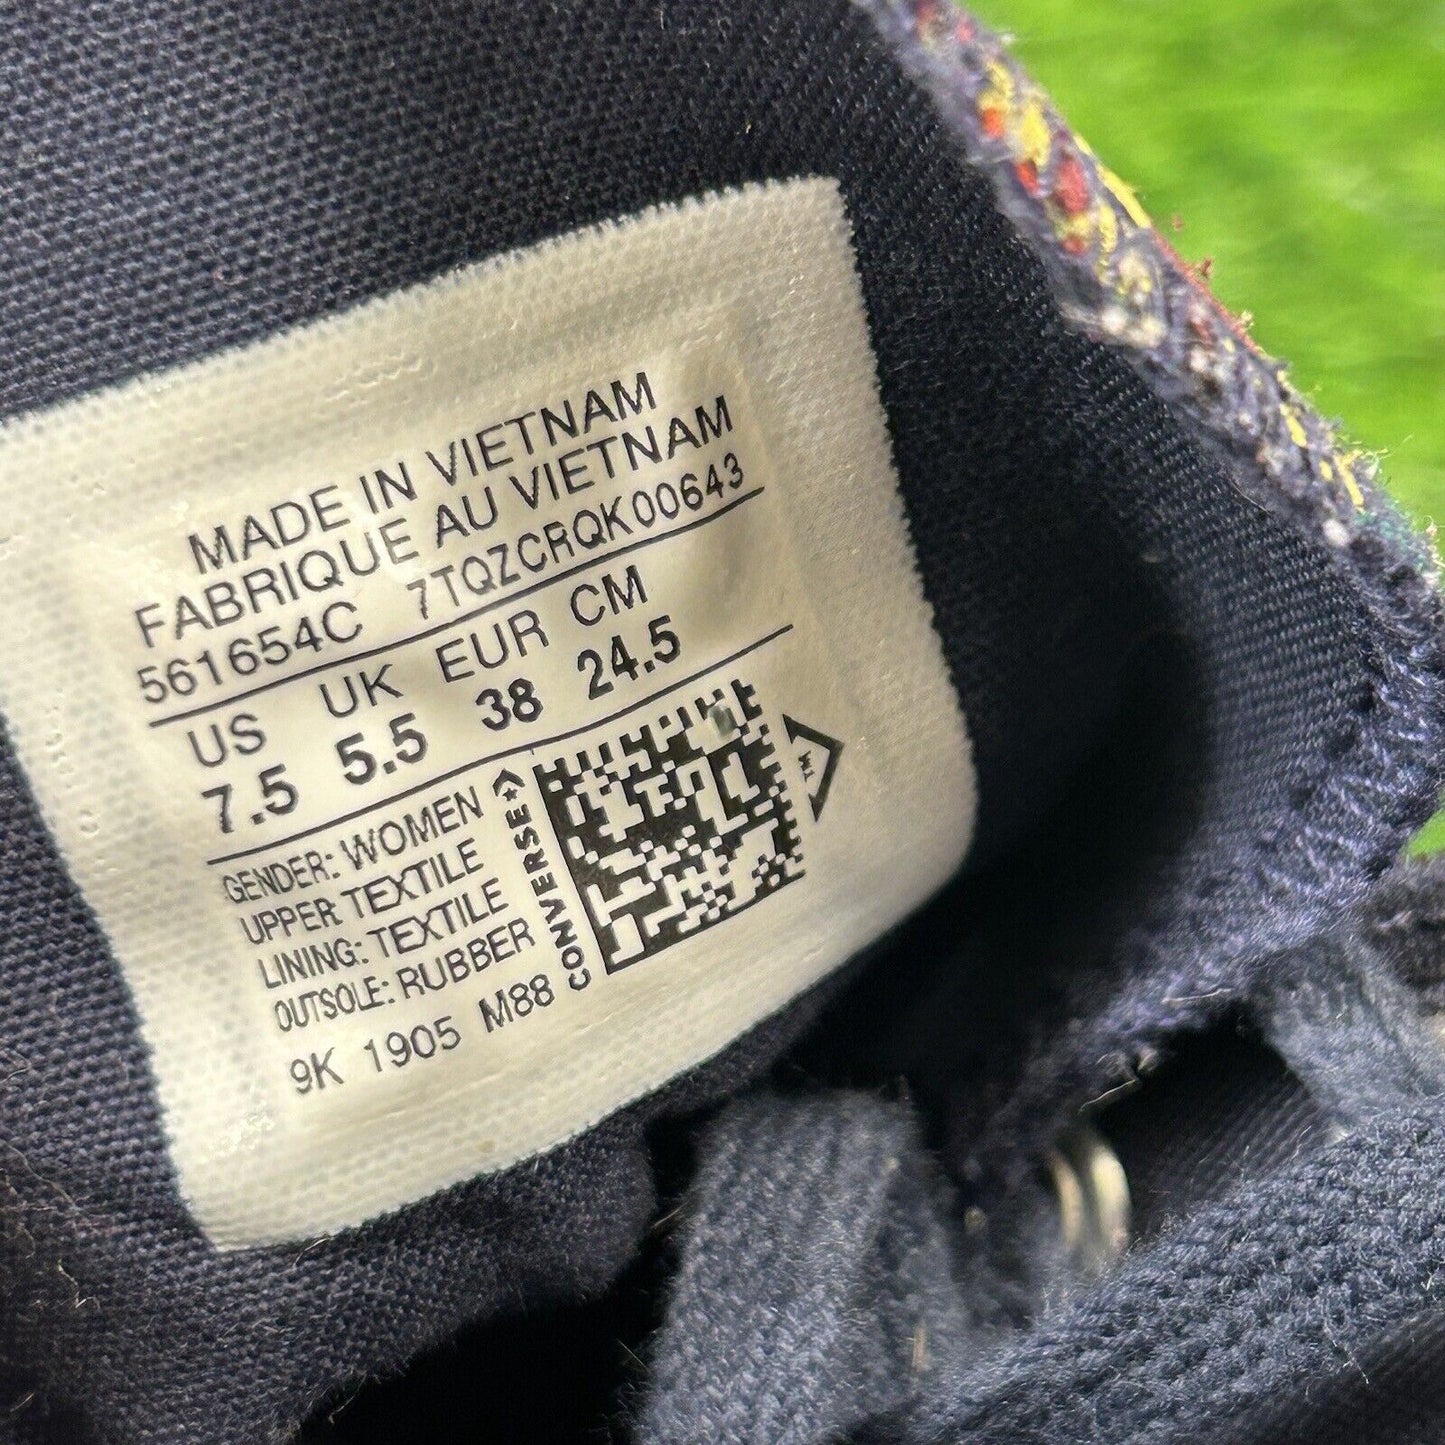 MADE IN VIETNAM
FABRIQUE AU VIETNAM
561654C 7TQZCRQK00643
US UK EUR CM
7.5 5.5 38 24.5
GENDER: WOMEN
UPPER: TEXTILE
LINING: TEXTILE
OUTSOLE: RUBBER
9K 1905 M88
CONVERSE
TM